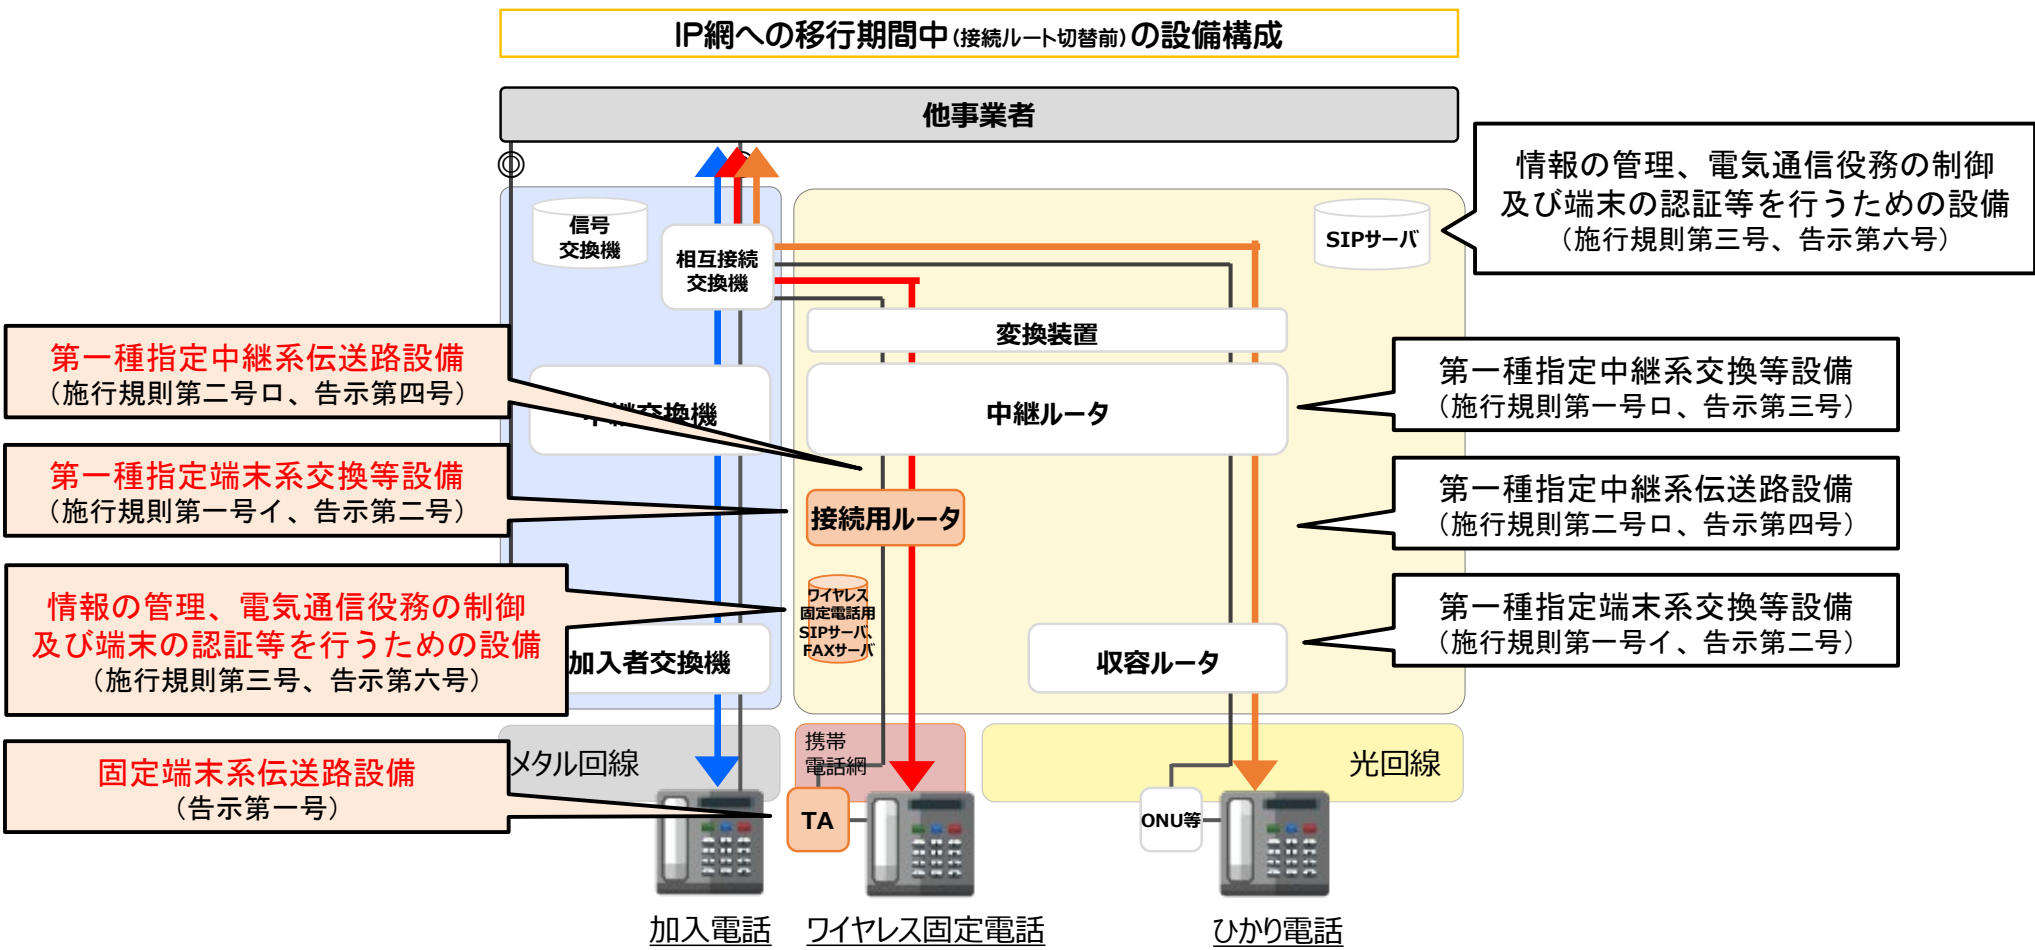 IP網への移行期間中(接続ルート切替前)の設備構成
他事業者
情報の管理、電気通信役務の制御
及び端末の認証等を行うための設備
（施行規則第三号、告示第六号）
信号
交換機
相互接続
交換機
SIPサーバ
変換装置
第一種指定中継系伝送路設備
（施行規則第二号ロ、告示第四号）
中継交換機
中継ルータ
第一種指定中継系交換等設備
（施行規則第一号ロ、告示第三号）
第一種指定端末系交換等設備
（施行規則第一号イ、告示第二号）
接続用ルータ
第一種指定中継系伝送路設備
（施行規則第二号ロ、告示第四号）
情報の管理、電気通信役務の制御
及び端末の認証等を行うための設備
（施行規則第三号、告示第六号）
ワイヤレス
固定電話用
SIPサーバ、
FAXサーバ
加入者交換機
収容ルータ
第一種指定端末系交換等設備
（施行規則第一号イ、告示第二号）
固定端末系伝送路設備
（告示第一号）
メタル回線
携帯
電話網
光回線
TA
ONU等
加入電話
ワイヤレス固定電話
ひかり電話